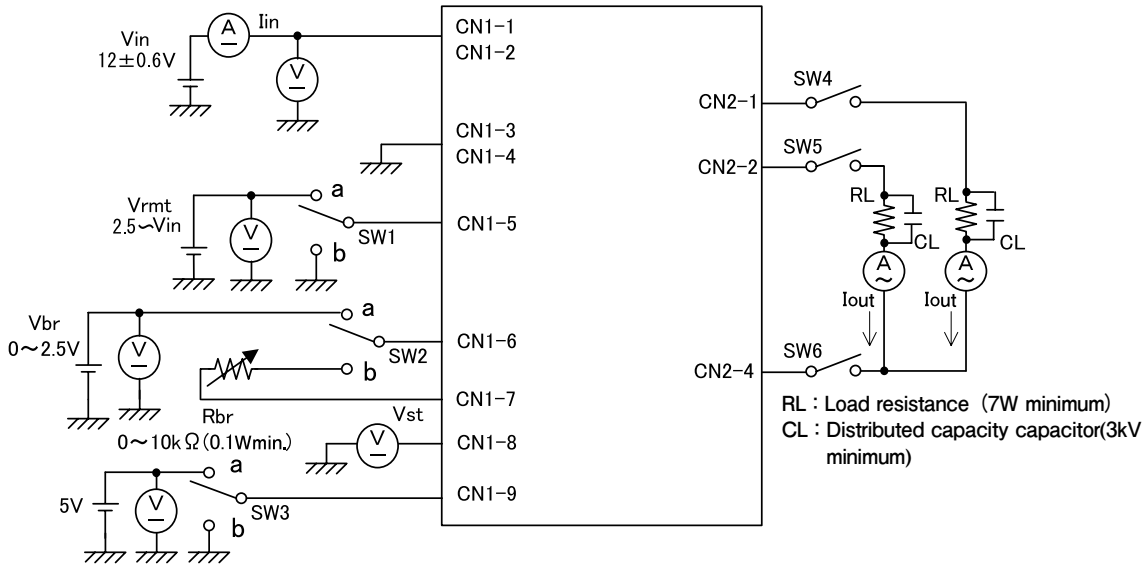 Vin
12±0.6V
A
Iin
V
CN1-1
CN1-2
CN1-3
CN1-4
Vrmt
2.5～Vin
V
a
b
SW1
CN1-5
Vbr
0～2.5V
V
a
b
SW2
CN1-6
Rbr
0～10kΩ(0.1Wmin.)
CN1-7
Vst
V
CN1-8
5V
V
a
b
SW3
CN1-9
CN2-1
SW4
CN2-2
SW5
RL
CL
RL
CL
A
A
Iout
Iout
CN2-4
SW6
RL : Load resistance (7W minimum)
CL : Distributed capacity capacitor(3kV
minimum)